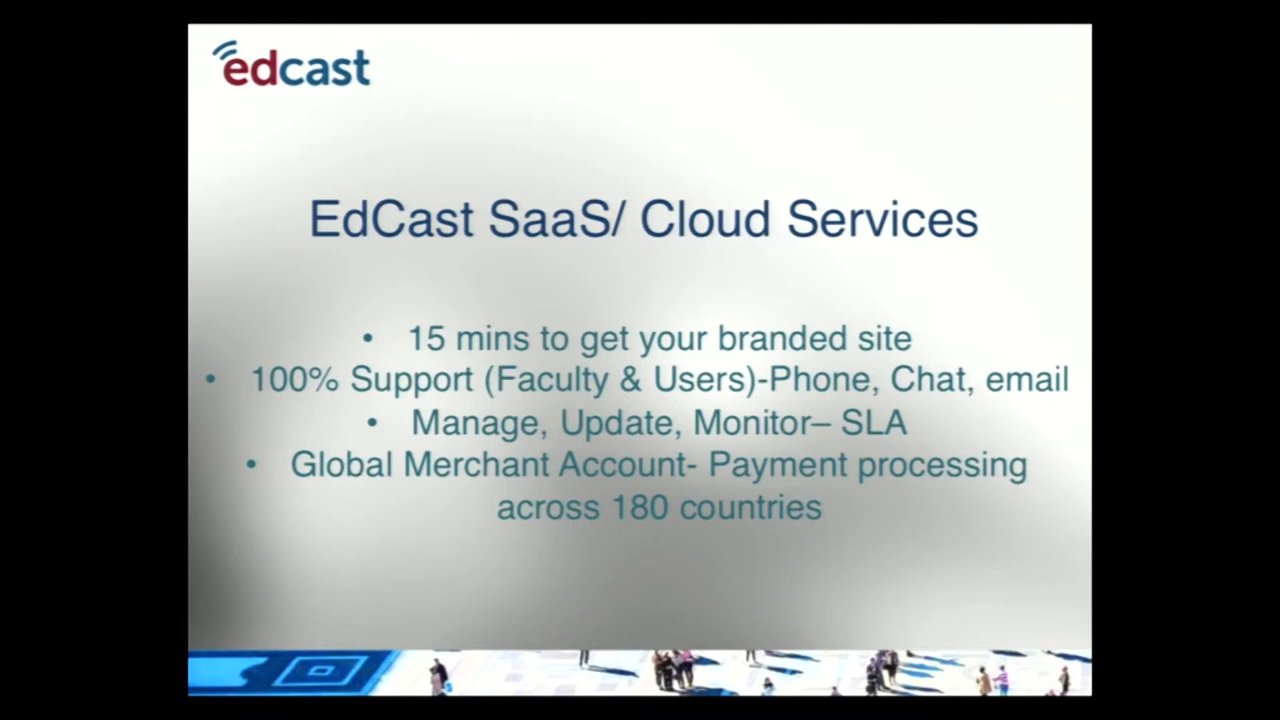 edcast
EdCast SaaS/ Cloud Services
• 15 mins to get your branded site
• 100% Support (Faculty & Users)-Phone, Chat, email
• Manage, Update, Monitor– SLA
• Global Merchant Account- Payment processing
across 180 countries